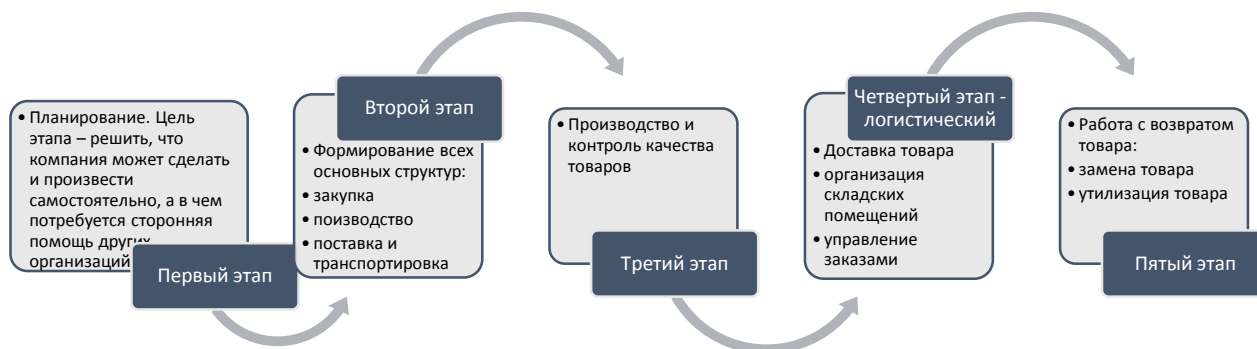 • Планирование. Цель
этапа – решить, что
компания может сделать
и произвести
самостоятельно, а в чем
потребуется сторонняя
помощь других
организаций
Первый этап
Второй этап
• Формирование всех
основных структур:
• закупка
• поизводство
• поставка и
транспортировка
• Производство и
контроль качества
товаров
Третий этап
Четвертый этап -
логистический
• Доставка товара
• организация
складских
помещений
• управление
заказами
• Работа с возвратом
товара:
• замена товара
• утилизация товара
Пятый этап